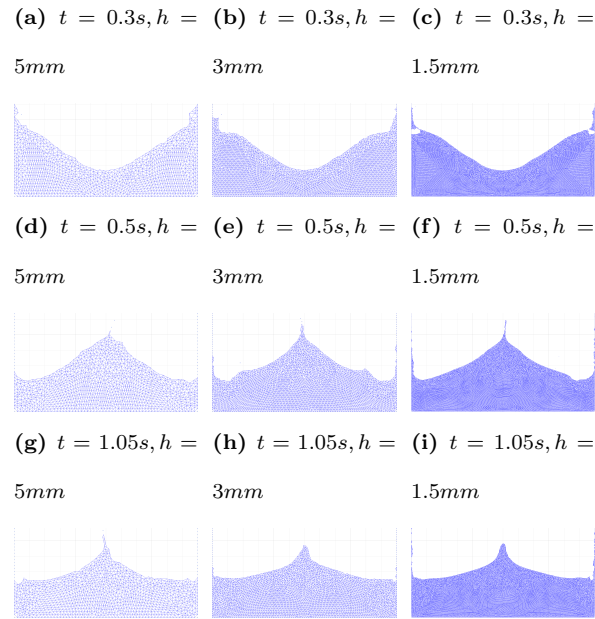 (a) t = 0.3s, h =
5mm
(b) t = 0.3s, h =
3mm
(c) t = 0.3s, h =
1.5mm
(d) t = 0.5s, h =
5mm
(e) t = 0.5s, h =
3mm
(f) t = 0.5s, h =
1.5mm
(g) t = 1.05s, h =
5mm
(h) t = 1.05s, h =
3mm
(i) t = 1.05s, h =
1.5mm